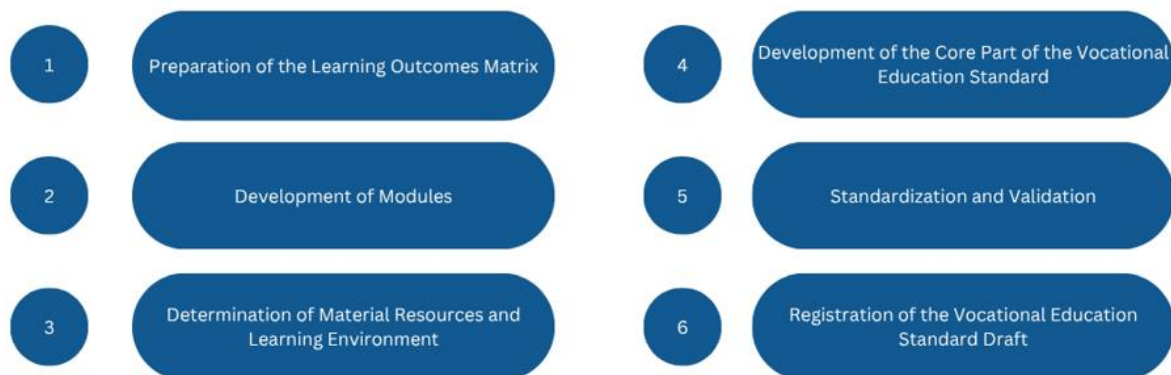 1
Preparation of the Learning Outcomes Matrix
2
Development of Modules
3
Determination of Material Resources and
Learning Environment
4
Development of the Core Part of the Vocational
Education Standard
5
Standardization and Validation
6
Registration of the Vocational Education
Standard Draft